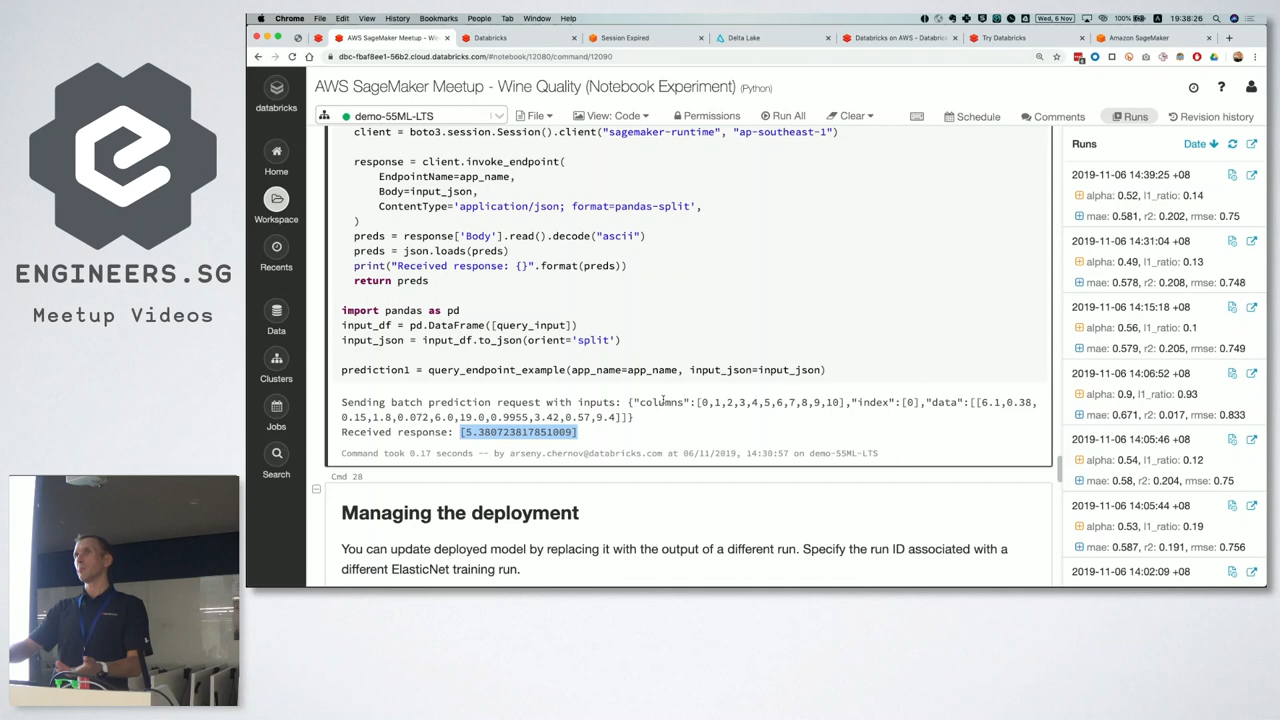 Chrome File Edit View History Bookmarks People Tab Window Help
100% Wed, 6 Nov 19:38:26
AWS SageMaker Meetup - Wi
Databricks
Session Expired
Delta Lake
Databricks on AWS - Databric
Try Databricks
Amazon SageMaker
dbc-fbaf8ee1-56b2.cloud.databricks.com/#notebook/12080/command/12090
ENGINEERS.SG
Meetup Videos
databricks
Home
Workspace
Recents
Data
Clusters
Jobs
Search
AWS SageMaker Meetup - Wine Quality (Notebook Experiment) (Python)
demo-55ML-LTS
File
View: Code
Permissions
Run All
Clear
Schedule
Comments
Runs
Revision history
client = boto3.session.Session().client("sagemaker-runtime", "ap-southeast-1")
response = client.invoke_endpoint(
EndpointName=app_name,
Body=input_json,
ContentType='application/json; format=pandas-split',
)
preds = response['Body'].read().decode("ascii")
preds = json.loads(preds)
print("Received response: {}".format(preds))
return preds
import pandas as pd
input_df = pd.DataFrame([query_input])
input_json = input_df.to_json(orient='split')
prediction1 = query_endpoint_example(app_name=app_name, input_json=input_json)
Sending batch prediction request with inputs: {"columns":[0,1,2,3,4,5,6,7,8,9,10],"index":[0],"data":[[6.1,0.38,
0.15,1.8,0.072,6.0,19.0,0.9955,3.42,0.57,9.4]]}
Received response: [5.380723817851009]
Command took 0.17 seconds -- by arseny.chernov@databricks.com at 06/11/2019, 14:30:57 on demo-55ML-LTS
Cmd 28
Managing the deployment
You can update deployed model by replacing it with the output of a different run. Specify the run ID associated with a
different ElasticNet training run.
Runs
Date
2019-11-06 14:39:25 +08
alpha: 0.52, l1_ratio: 0.14
mae: 0.581, r2: 0.202, rmse: 0.75
2019-11-06 14:31:04 +08
alpha: 0.49, l1_ratio: 0.13
mae: 0.578, r2: 0.208, rmse: 0.748
2019-11-06 14:15:18 +08
alpha: 0.56, l1_ratio: 0.1
mae: 0.579, r2: 0.205, rmse: 0.749
2019-11-06 14:06:52 +08
alpha: 0.9, l1_ratio: 0.93
mae: 0.671, r2: 0.017, rmse: 0.833
2019-11-06 14:05:46 +08
alpha: 0.54, l1_ratio: 0.12
mae: 0.58, r2: 0.204, rmse: 0.75
2019-11-06 14:05:44 +08
alpha: 0.53, l1_ratio: 0.19
mae: 0.587, r2: 0.191, rmse: 0.756
2019-11-06 14:02:09 +08